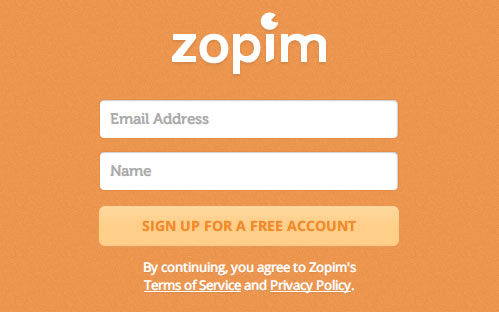 zopim
Email Address
Name
SIGN UP FOR A FREE ACCOUNT
By continuing, you agree to Zopim's
Terms of Service and Privacy Policy.